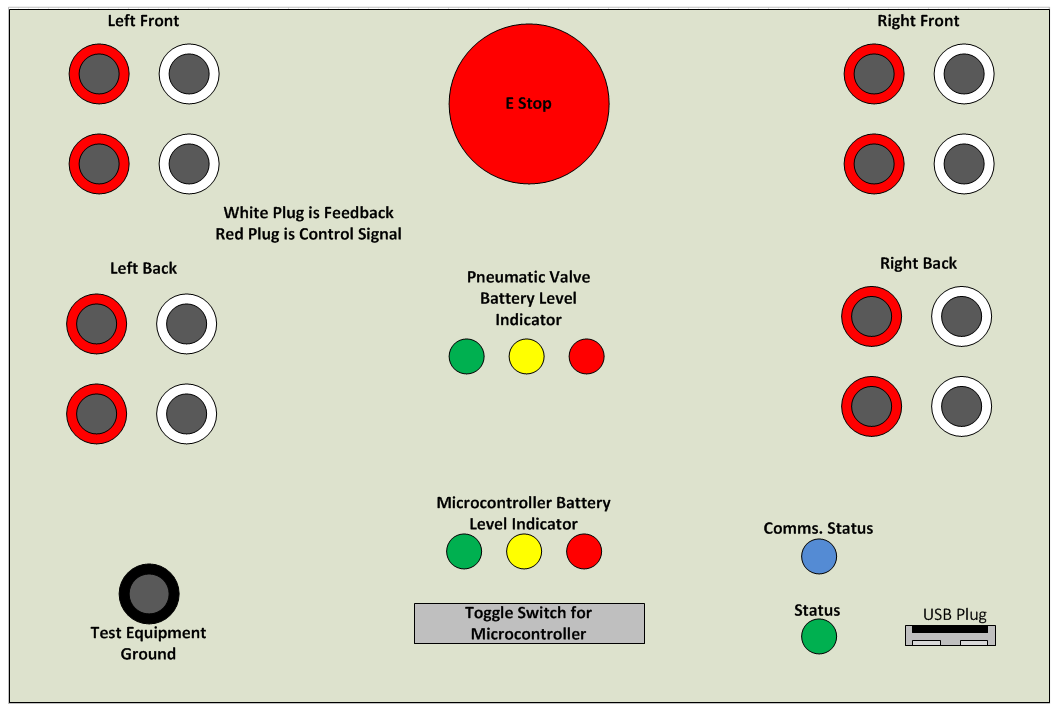 Left Front
Right Front
E Stop
White Plug is Feedback
Red Plug is Control Signal
Left Back
Right Back
Pneumatic Valve
Battery Level
Indicator
Microcontroller Battery
Level Indicator
Comms. Status
Toggle Switch for
Microcontroller
Status
USB Plug
Test Equipment
Ground